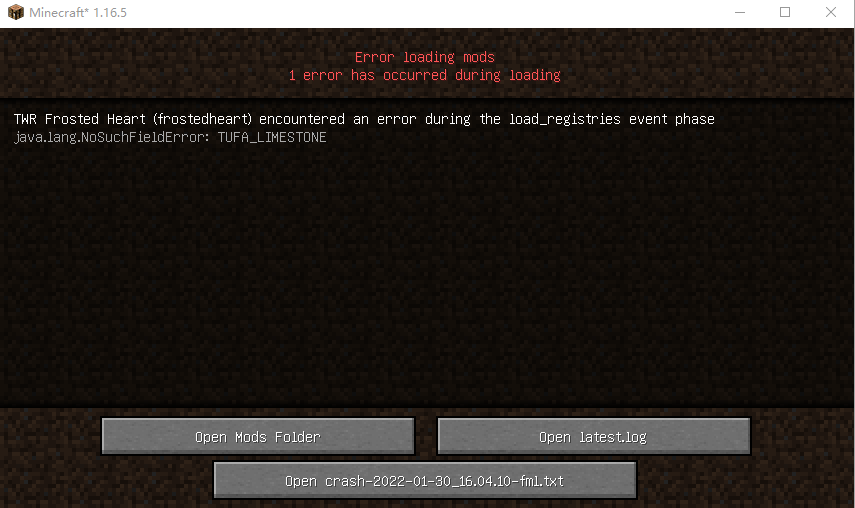 Minecraft* 1.16.5
Error loading mods
1 error has occurred during loading
TWR Frosted Heart (frostedheart) encountered an error during the load_registries event phase
java.lang.NoSuchFieldError: TUFA_LIMESTONE
Open Mods Folder
Open latest.log
Open crash-2022-01-30_16.04.10-fml.txt